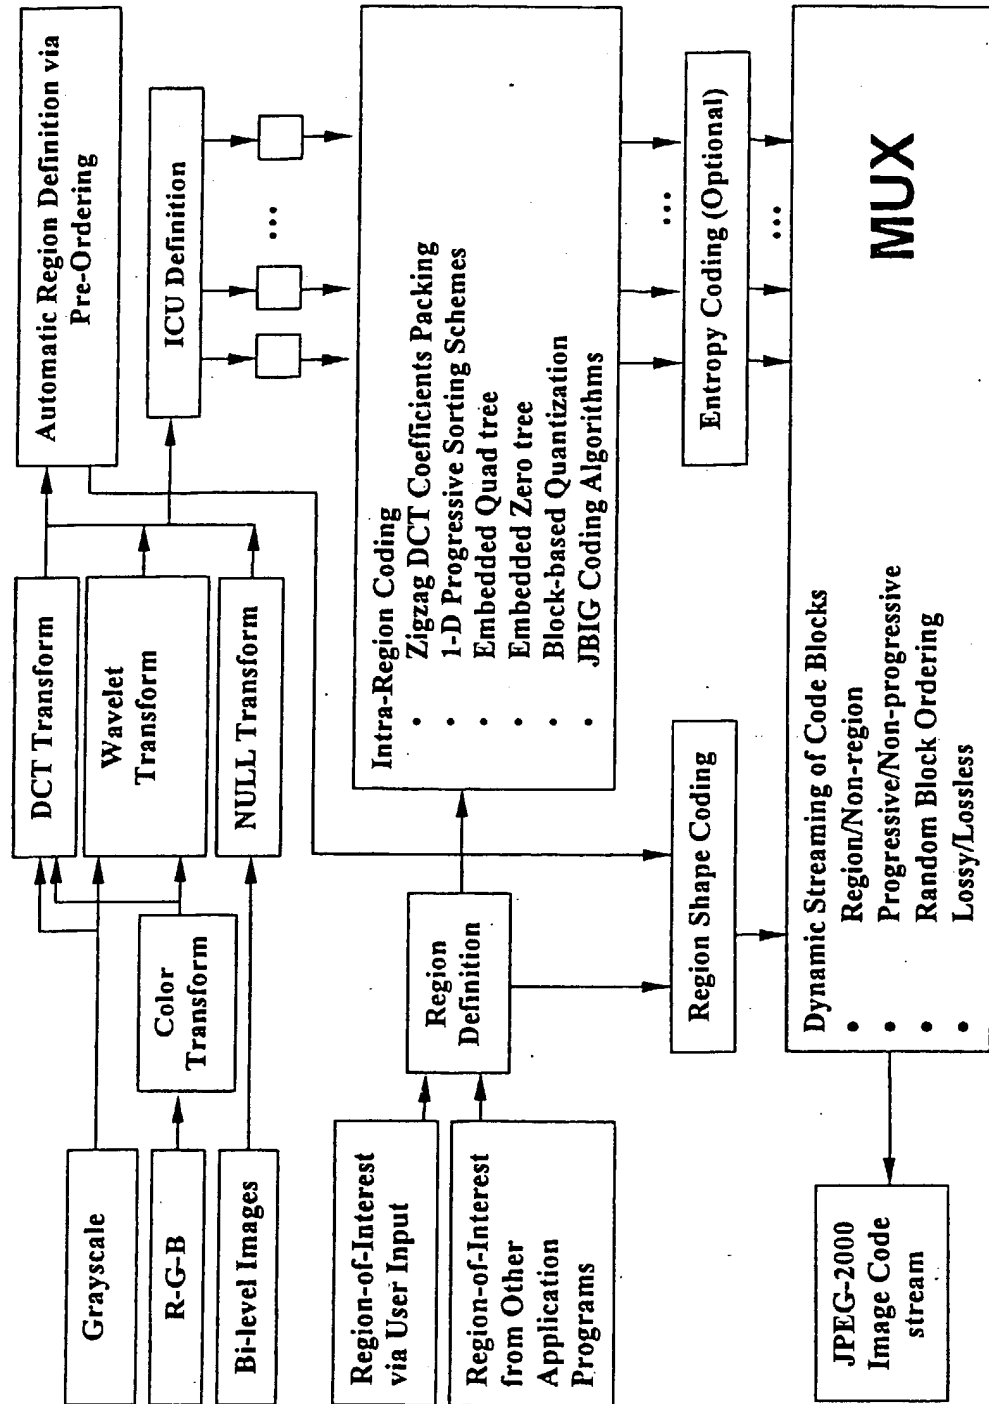 Grayscale
R-G-B
Bi-level Images
Color
Transform
DCT Transform
Wavelet
Transform
NULL Transform
Automatic Region Definition via
Pre-Ordering
ICU Definition
...
Region-of-Interest
via User Input
Region-of-Interest
from Other
Application
Programs
Region
Definition
Intra-Region Coding
• Zigzag DCT Coefficients Packing
• 1-D Progressive Sorting Schemes
• Embedded Quad tree
• Embedded Zero tree
• Block-based Quantization
• JBIG Coding Algorithms
...
Region Shape Coding
Entropy Coding (Optional)
...
Dynamic Streaming of Code Blocks
• Region/Non-region
• Progressive/Non-progressive
• Random Block Ordering
• Lossy/Lossless
MUX
JPEG-2000
Image Code
stream